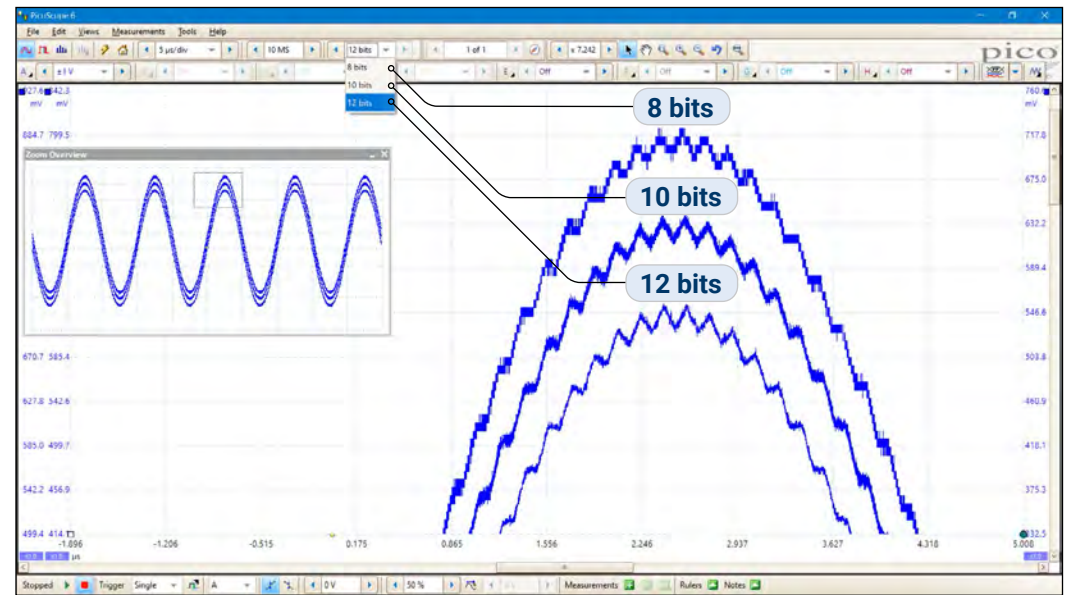 PicoScope 6
File Edit Views Measurements Tools Help
5 µs/div 10 MS 12 bits 1 of 1 x 7.242
pico
A ±1 V E Off Off G Off H Off
8 bits
10 bits
12 bits
8 bits
10 bits
12 bits
Zoom Overview
927.6 842.3
mV mV
884.7 799.5
670.7 585.4
627.8 542.6
585.0 499.7
542.2 456.9
499.4 414.1
760.6
mV
717.8
675.0
632.2
589.4
546.6
503.8
460.9
418.1
375.3
332.5
-1.896 -1.206 -0.515 0.175 0.865 1.556 2.246 2.937 3.627 4.318 5.008
µs
Stopped Trigger Single A 0 V 50 % Measurements Rulers Notes